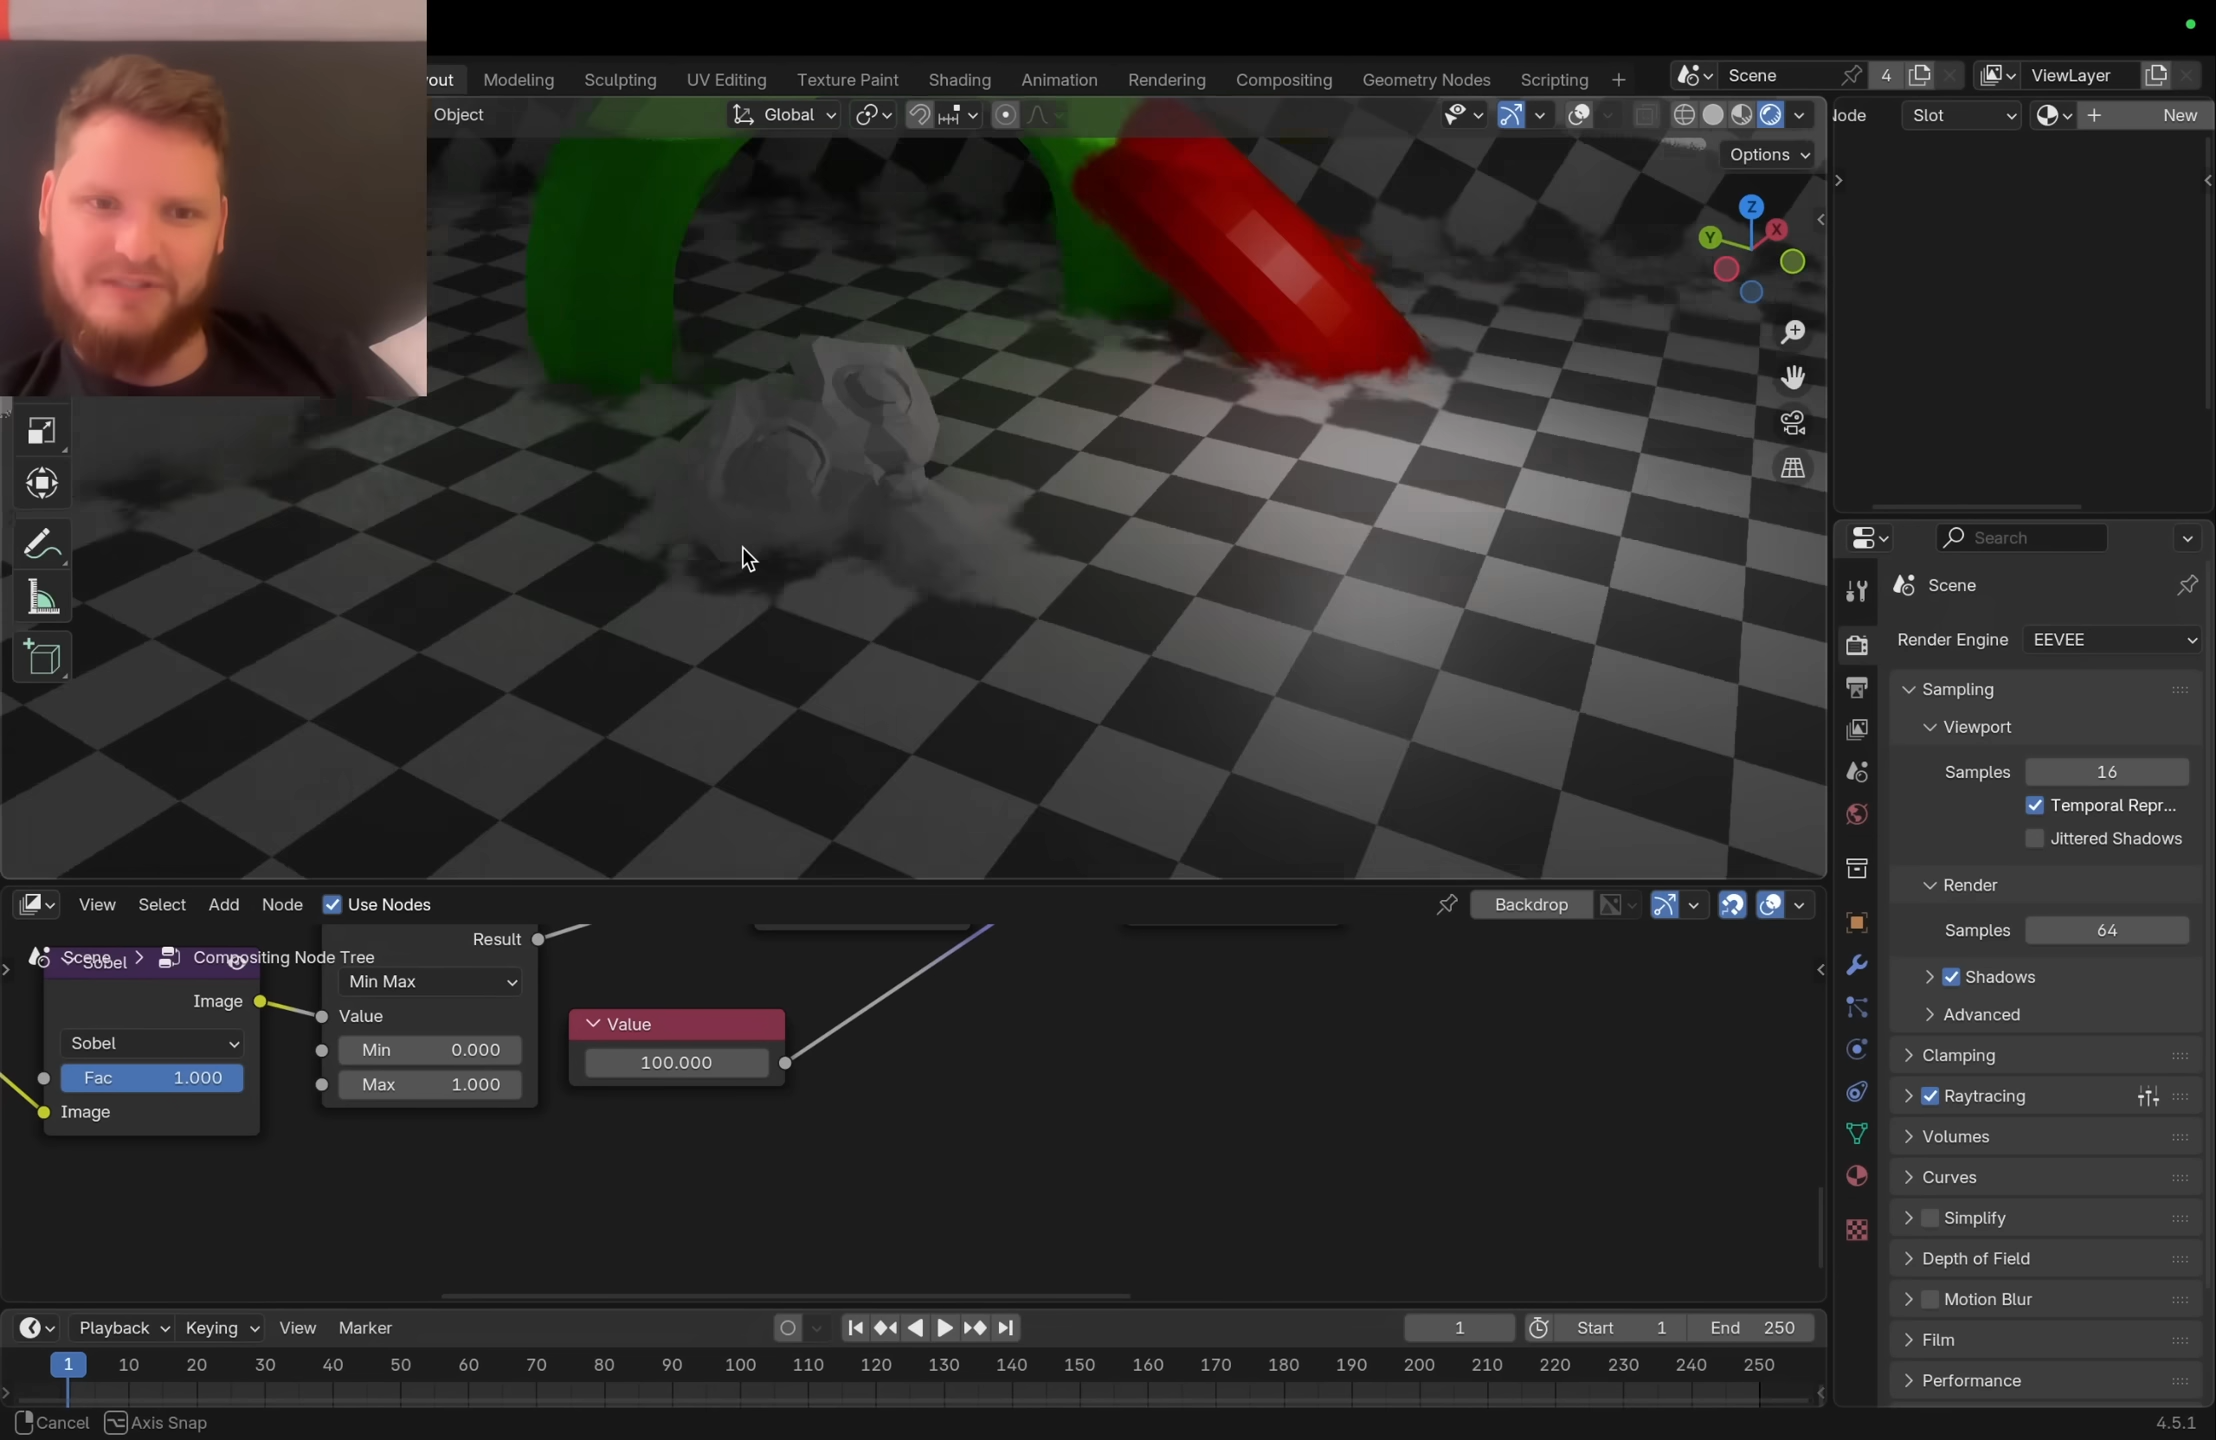 out Modeling Sculpting UV Editing Texture Paint Shading Animation Rendering Compositing Geometry Nodes Scripting + Scene 4 ViewLayer
Object Global Node Slot New
Options
Z
Y X
Search
Scene
Render Engine EEVEE
Sampling
Viewport
Samples 16
Temporal Repr...
Jittered Shadows
Render
Samples 64
Shadows
Advanced
Clamping
Raytracing
Volumes
Curves
Simplify
Depth of Field
Motion Blur
Film
Performance
View Select Add Node Use Nodes Backdrop
Scene > Compositing Node Tree
Sobel
Image
Sobel
Fac 1.000
Image
Result
Min Max
Value
Min 0.000
Max 1.000
Value
100.000
Playback Keying View Marker 1 Start 1 End 250
1 10 20 30 40 50 60 70 80 90 100 110 120 130 140 150 160 170 180 190 200 210 220 230 240 250
Cancel Axis Snap 4.5.1